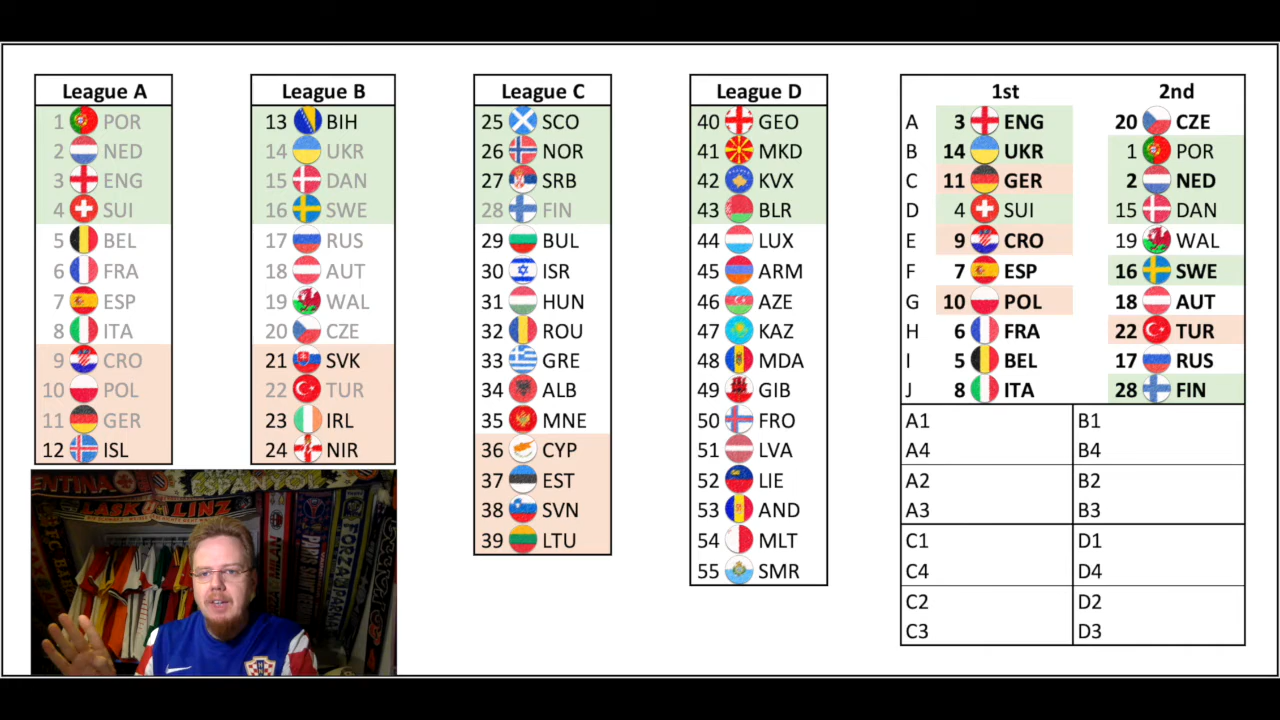 League A
1 POR
2 NED
3 ENG
4 SUI
5 BEL
6 FRA
7 ESP
8 ITA
9 CRO
10 POL
11 GER
12 ISL
League B
13 BIH
14 UKR
15 DAN
16 SWE
17 RUS
18 AUT
19 WAL
20 CZE
21 SVK
22 TUR
23 IRL
24 NIR
League C
25 SCO
26 NOR
27 SRB
28 FIN
29 BUL
30 ISR
31 HUN
32 ROU
33 GRE
34 ALB
35 MNE
36 CYP
37 EST
38 SVN
39 LTU
League D
40 GEO
41 MKD
42 KVX
43 BLR
44 LUX
45 ARM
46 AZE
47 KAZ
48 MDA
49 GIB
50 FRO
51 LVA
52 LIE
53 AND
54 MLT
55 SMR
1st 2nd
A 3 ENG 20 CZE
B 14 UKR 1 POR
C 11 GER 2 NED
D 4 SUI 15 DAN
E 9 CRO 19 WAL
F 7 ESP 16 SWE
G 10 POL 18 AUT
H 6 FRA 22 TUR
I 5 BEL 17 RUS
J 8 ITA 28 FIN
A1 B1
A4 B4
A2 B2
A3 B3
C1 D1
C4 D4
C2 D2
C3 D3
ESPANYOL
LASK LINZ
MILAN